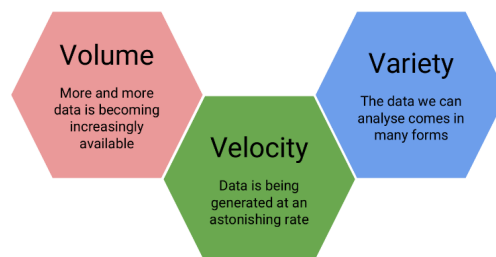 Volume
More and more
data is becoming
increasingly
available
Velocity
Data is being
generated at an
astonishing rate
Variety
The data we can
analyse comes in
many forms